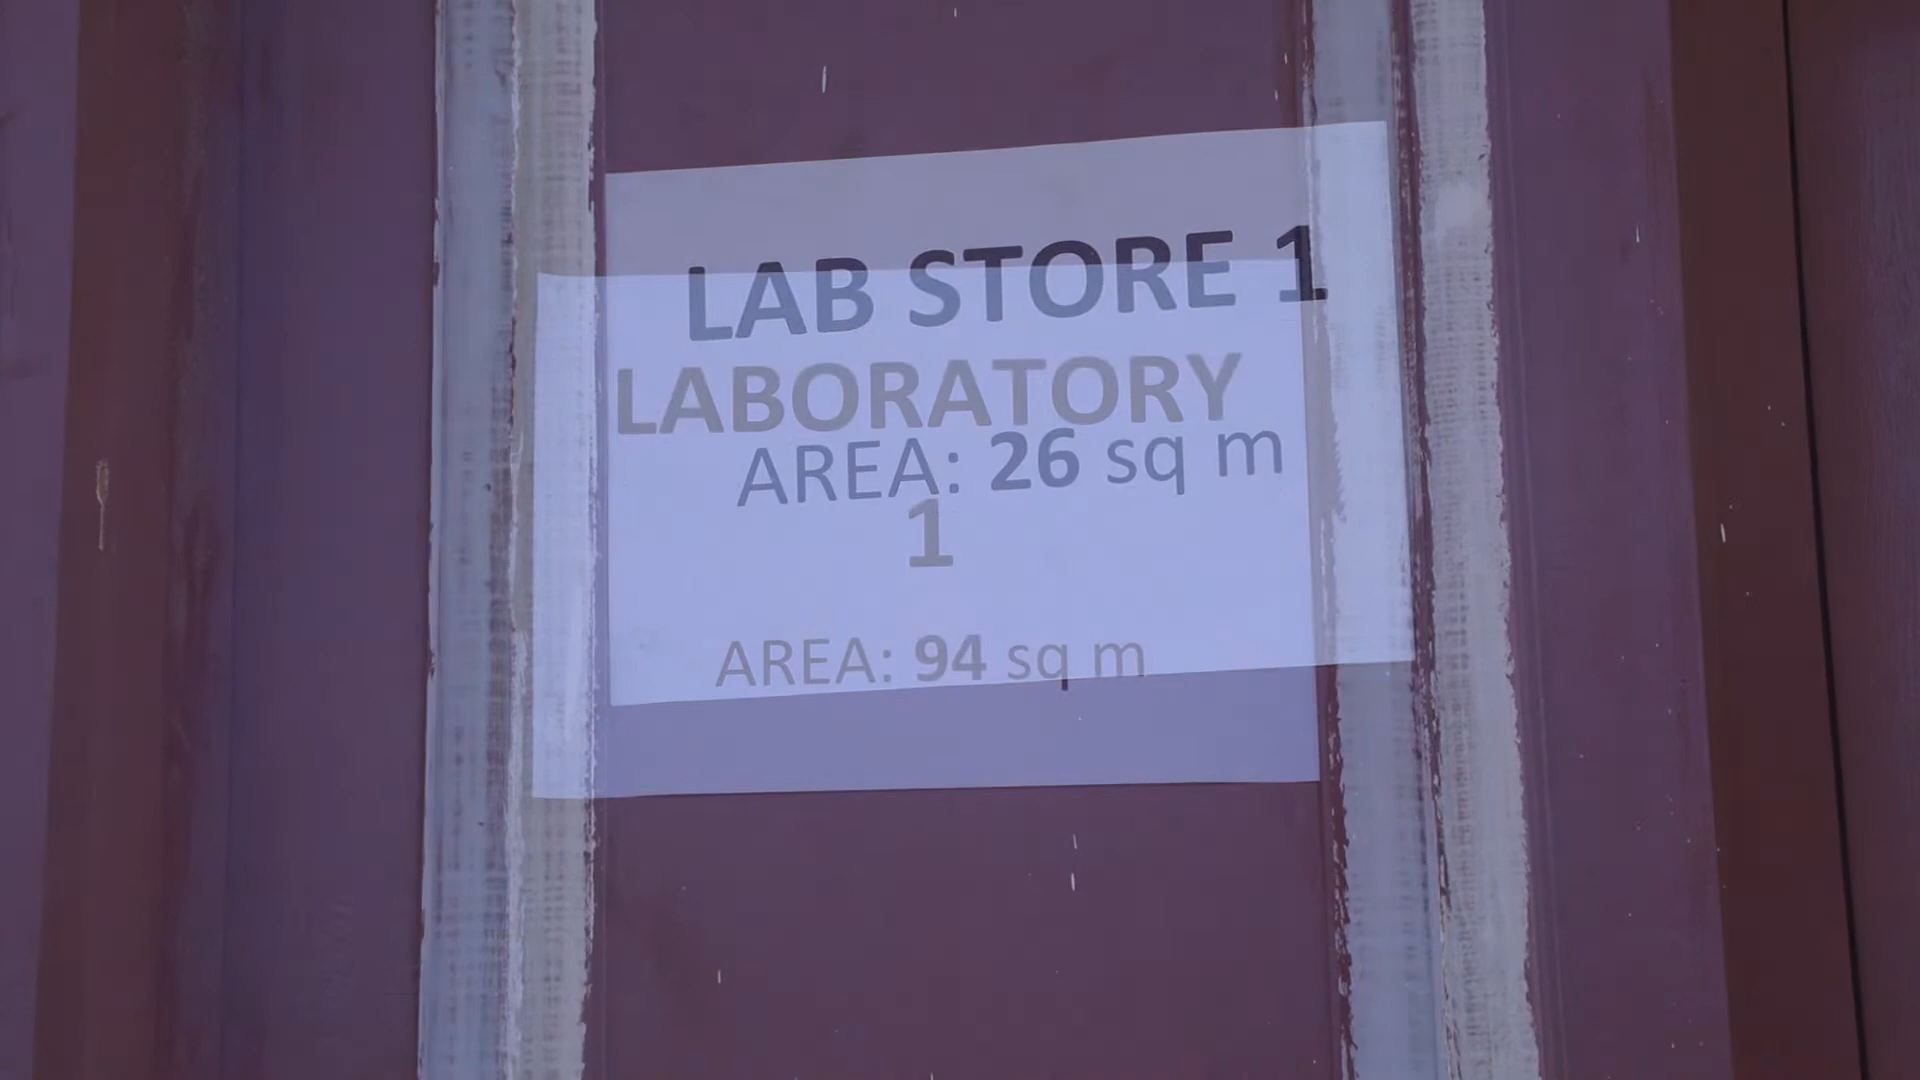 LAB STORE 1
AREA: 26 sq m
LABORATORY
1
AREA: 94 sq m